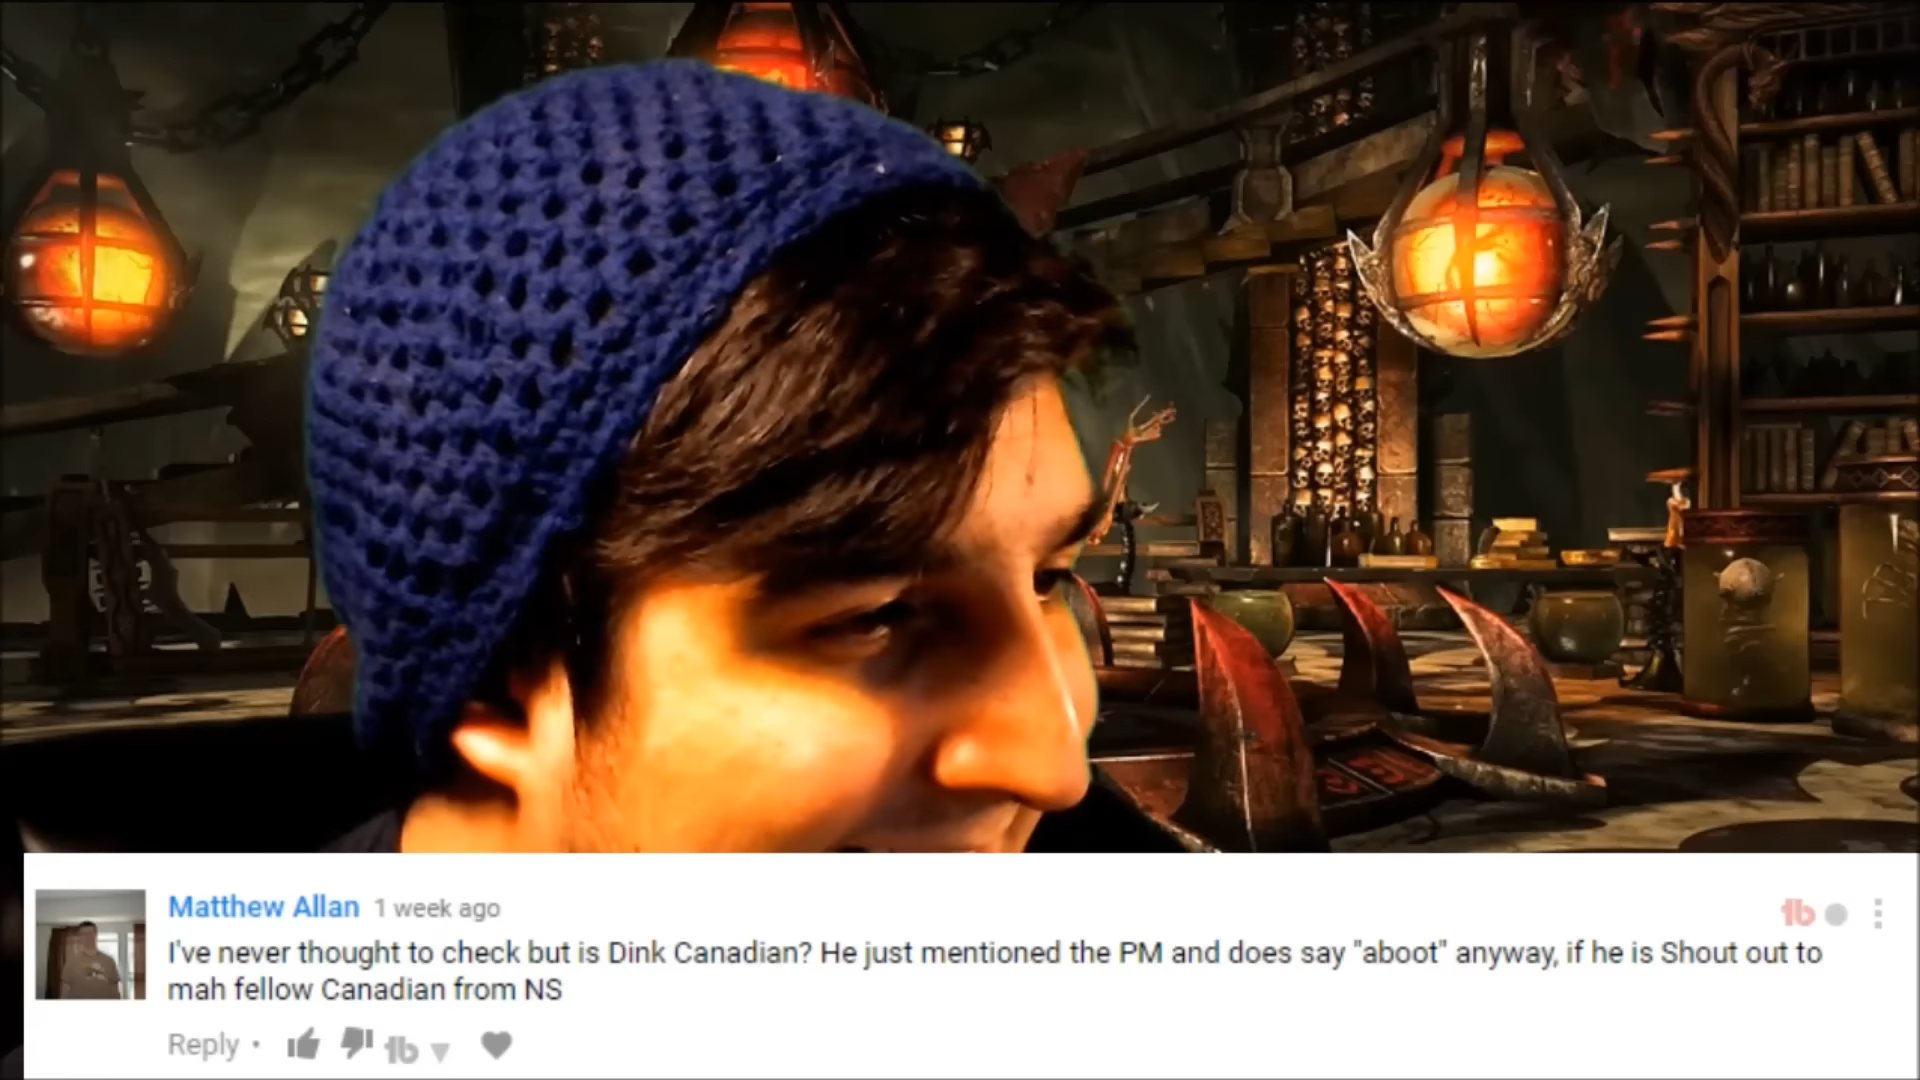 Matthew Allan 1 week ago
I've never thought to check but is Dink Canadian? He just mentioned the PM and does say "aboot" anyway, if he is Shout out to
mah fellow Canadian from NS
Reply •